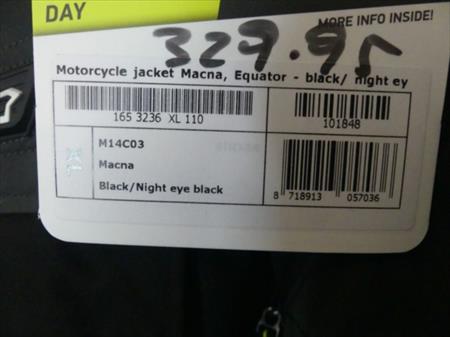 DAY
MORE INFO INSIDE!
329.95
Motorcycle jacket Macna, Equator - black/ night ey
165 3236 XL 110
101848
M14C03
Macna
Black/Night eye black
8 718913 057036